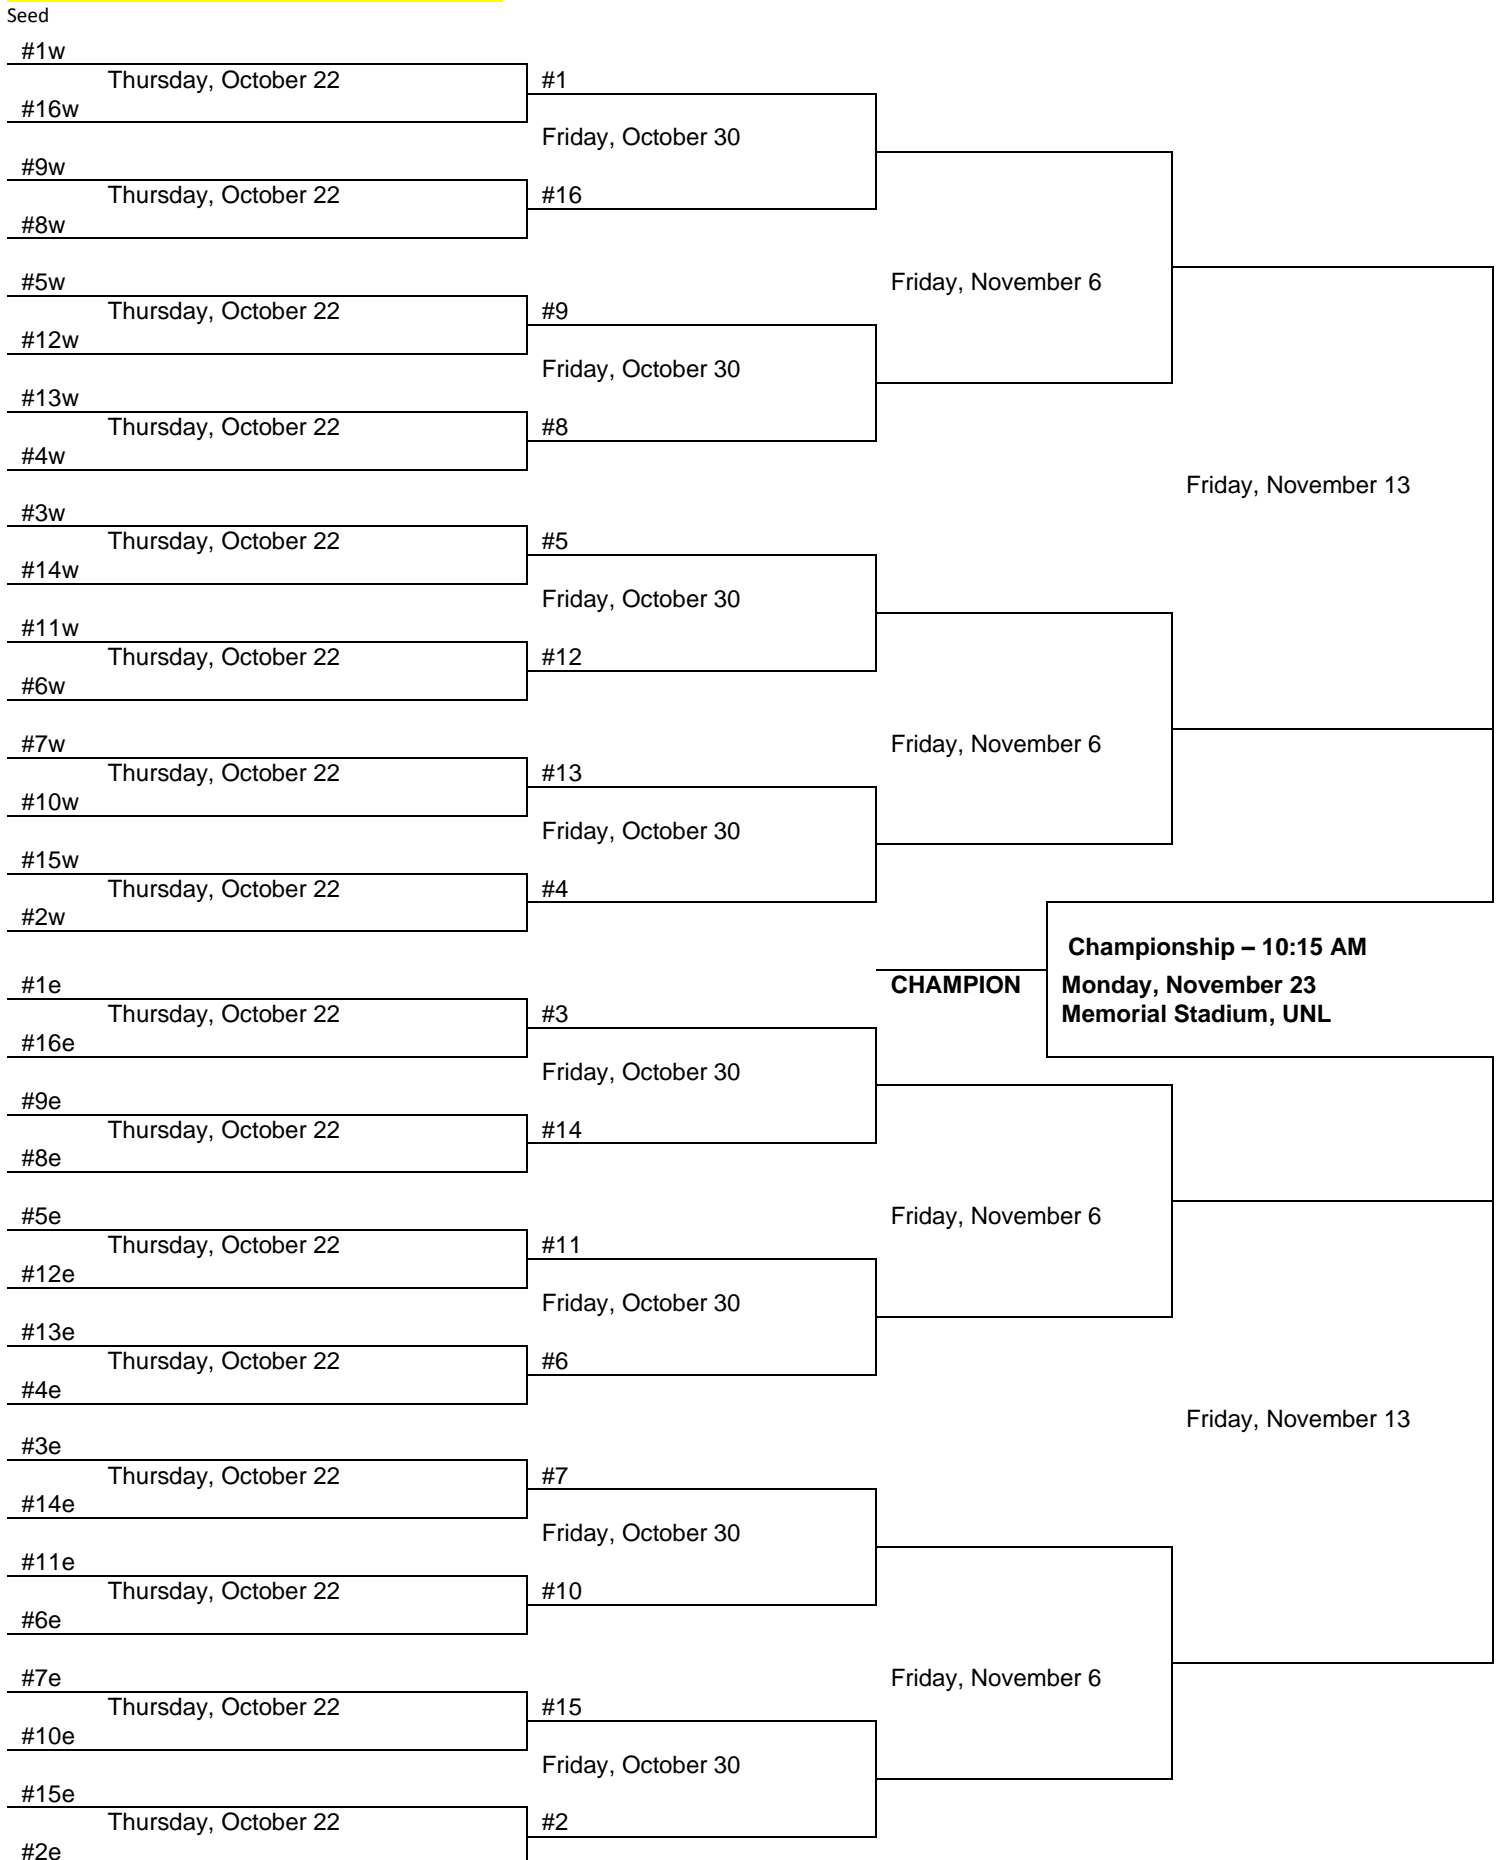 Seed
#1w
Thursday, October 22
#1
#16w
Friday, October 30
#9w
Thursday, October 22
#16
#8w
#5w
Friday, November 6
Thursday, October 22
#9
#12w
Friday, October 30
#13w
Thursday, October 22
#8
#4w
Friday, November 13
#3w
Thursday, October 22
#5
#14w
Friday, October 30
#11w
Thursday, October 22
#12
#6w
#7w
Friday, November 6
Thursday, October 22
#13
#10w
Friday, October 30
#15w
Thursday, October 22
#4
#2w
Championship – 10:15 AM
#1e
CHAMPION
Monday, November 23
Thursday, October 22
#3
Memorial Stadium, UNL
#16e
Friday, October 30
#9e
Thursday, October 22
#14
#8e
#5e
Friday, November 6
Thursday, October 22
#11
#12e
Friday, October 30
#13e
Thursday, October 22
#6
#4e
Friday, November 13
#3e
Thursday, October 22
#7
#14e
Friday, October 30
#11e
Thursday, October 22
#10
#6e
#7e
Friday, November 6
Thursday, October 22
#15
#10e
Friday, October 30
#15e
Thursday, October 22
#2
#2e